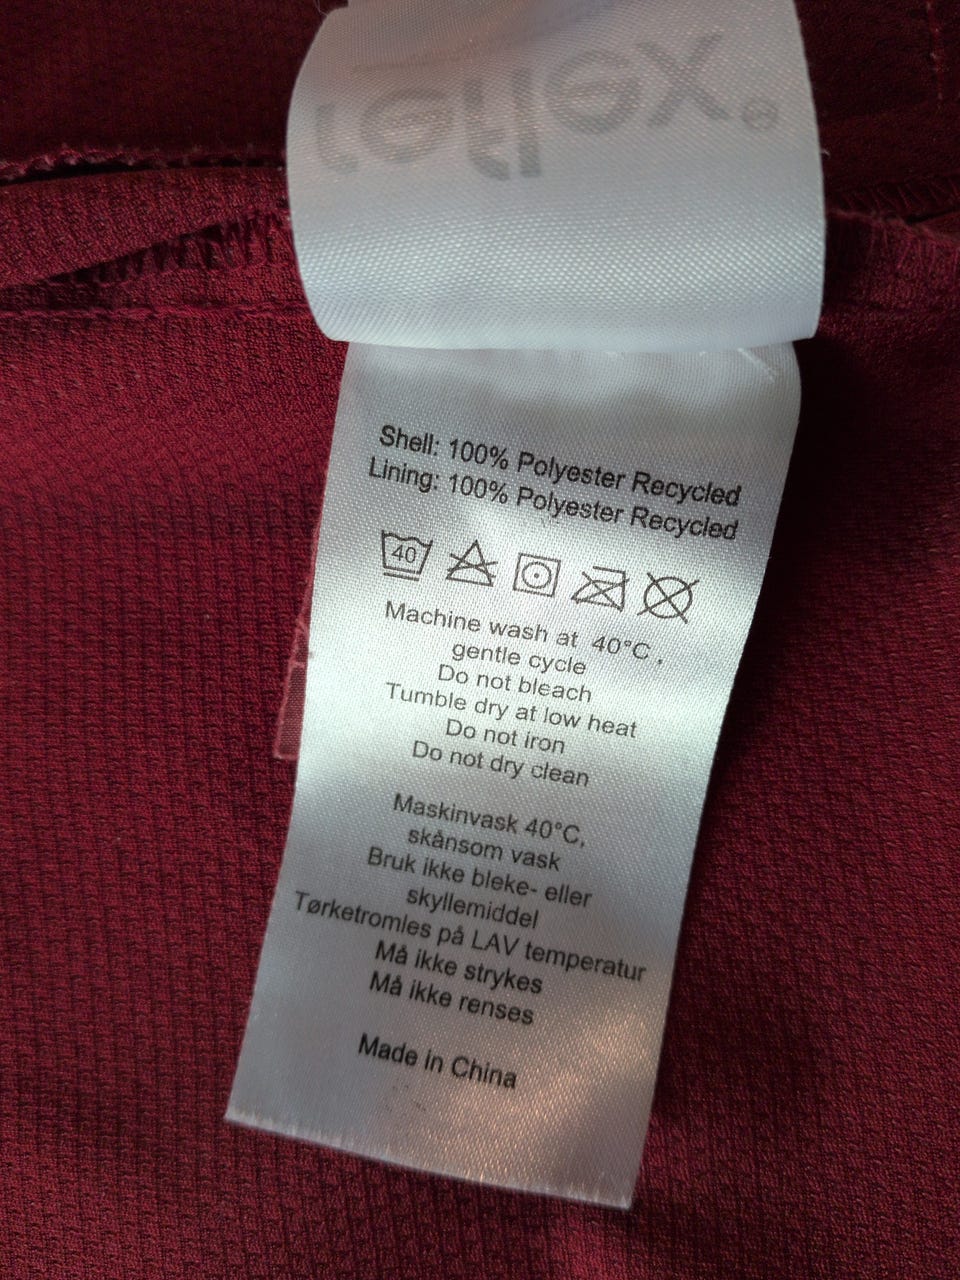 reflex®
Shell: 100% Polyester Recycled
Lining: 100% Polyester Recycled
40
Machine wash at 40°C,
gentle cycle
Do not bleach
Tumble dry at low heat
Do not iron
Do not dry clean
Maskinvask 40°C,
skånsom vask
Bruk ikke bleke- eller
skyllemiddel
Tørketromles på LAV temperatur
Må ikke strykes
Må ikke renses
Made in China